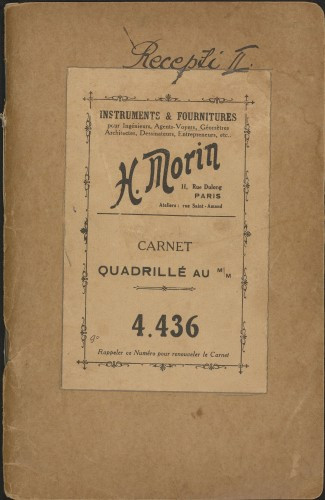 Recepti II.
INSTRUMENTS & FOURNITURES
pour Ingénieurs, Agents-Voyers, Géomètres
Architectes, Dessinateurs, Entrepreneurs, etc.
H. Morin
11, Rue Dulong
PARIS
Ateliers : rue Saint-Amand
CARNET
QUADRILLÉ AU M/M
4.436
Rappeler ce Numéro pour renouveler le Carnet